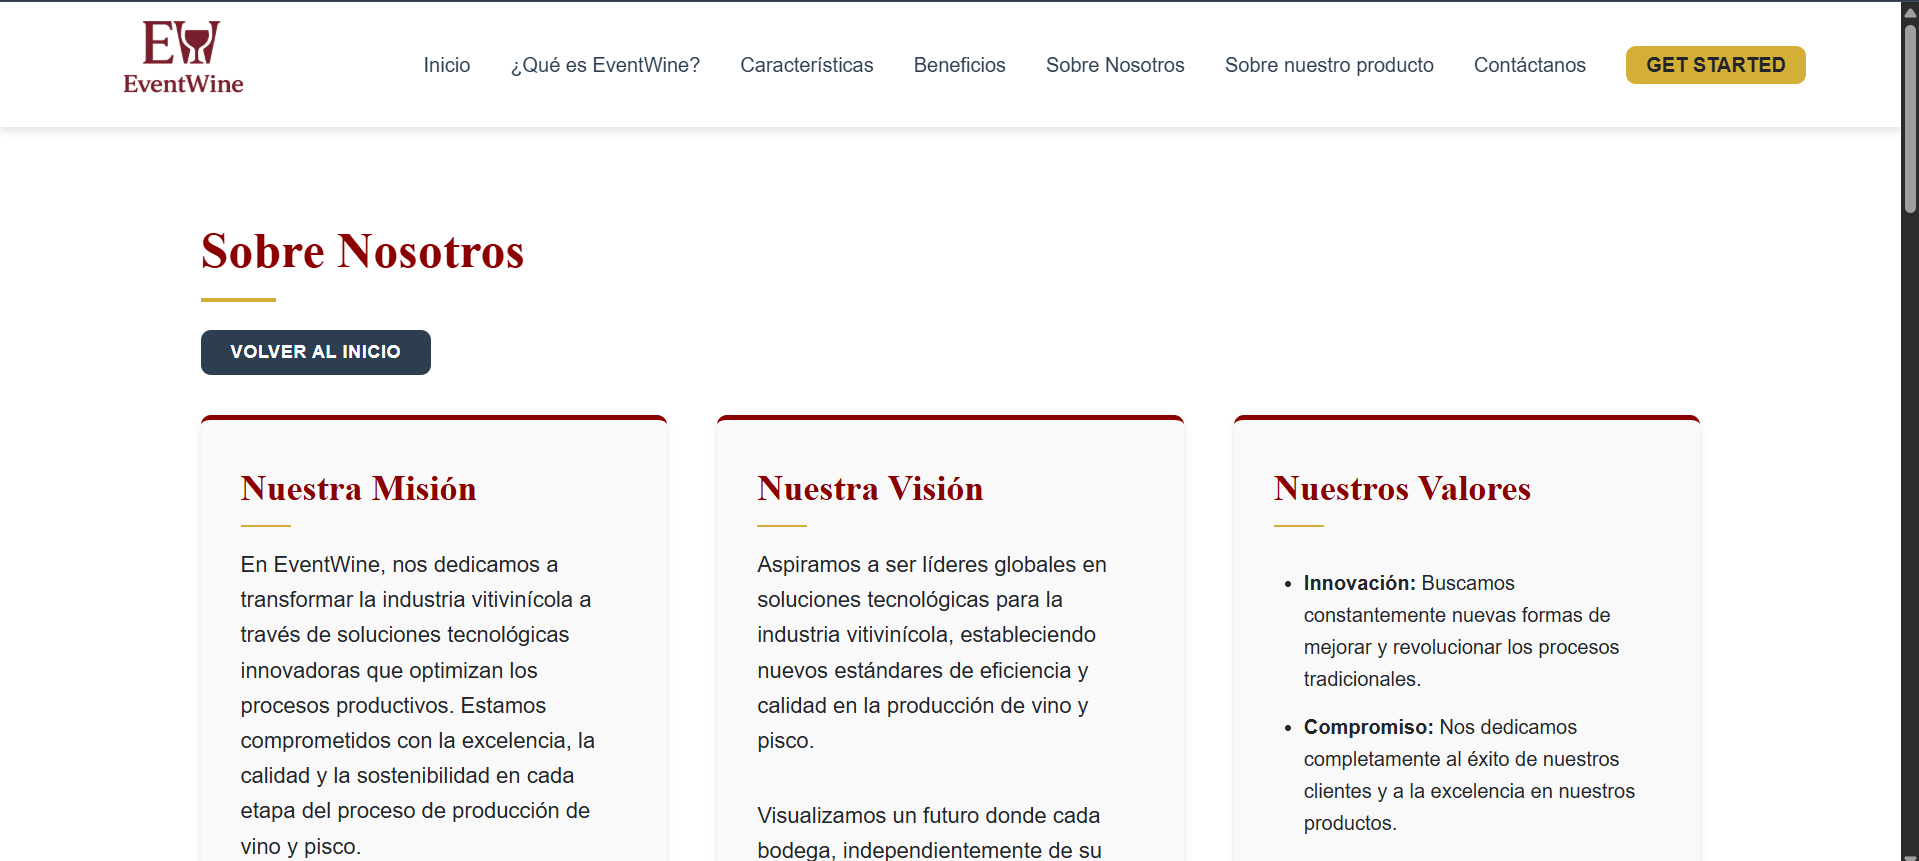 EW
EventWine
Inicio
¿Qué es EventWine?
Características
Beneficios
Sobre Nosotros
Sobre nuestro producto
Contáctanos
GET STARTED
Sobre Nosotros
VOLVER AL INICIO
Nuestra Misión
En EventWine, nos dedicamos a
transformar la industria vitivinícola a
través de soluciones tecnológicas
innovadoras que optimizan los
procesos productivos. Estamos
comprometidos con la excelencia, la
calidad y la sostenibilidad en cada
etapa del proceso de producción de
vino y pisco.
Nuestra Visión
Aspiramos a ser líderes globales en
soluciones tecnológicas para la
industria vitivinícola, estableciendo
nuevos estándares de eficiencia y
calidad en la producción de vino y
pisco.
Visualizamos un futuro donde cada
bodega, independientemente de su
Nuestros Valores
• Innovación: Buscamos
constantemente nuevas formas de
mejorar y revolucionar los procesos
tradicionales.
• Compromiso: Nos dedicamos
completamente al éxito de nuestros
clientes y a la excelencia en nuestros
productos.